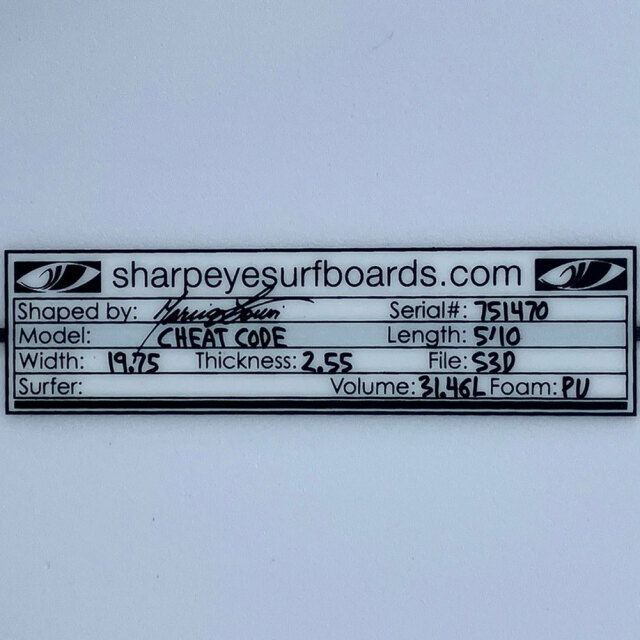 sharpeyesurfboards.com
Shaped by: Serial#: 751470
Model: CHEAT CODE Length: 5'10
Width: 19.75 Thickness: 2.55 File: S3D
Surfer: Volume: 31.46L Foam: PU